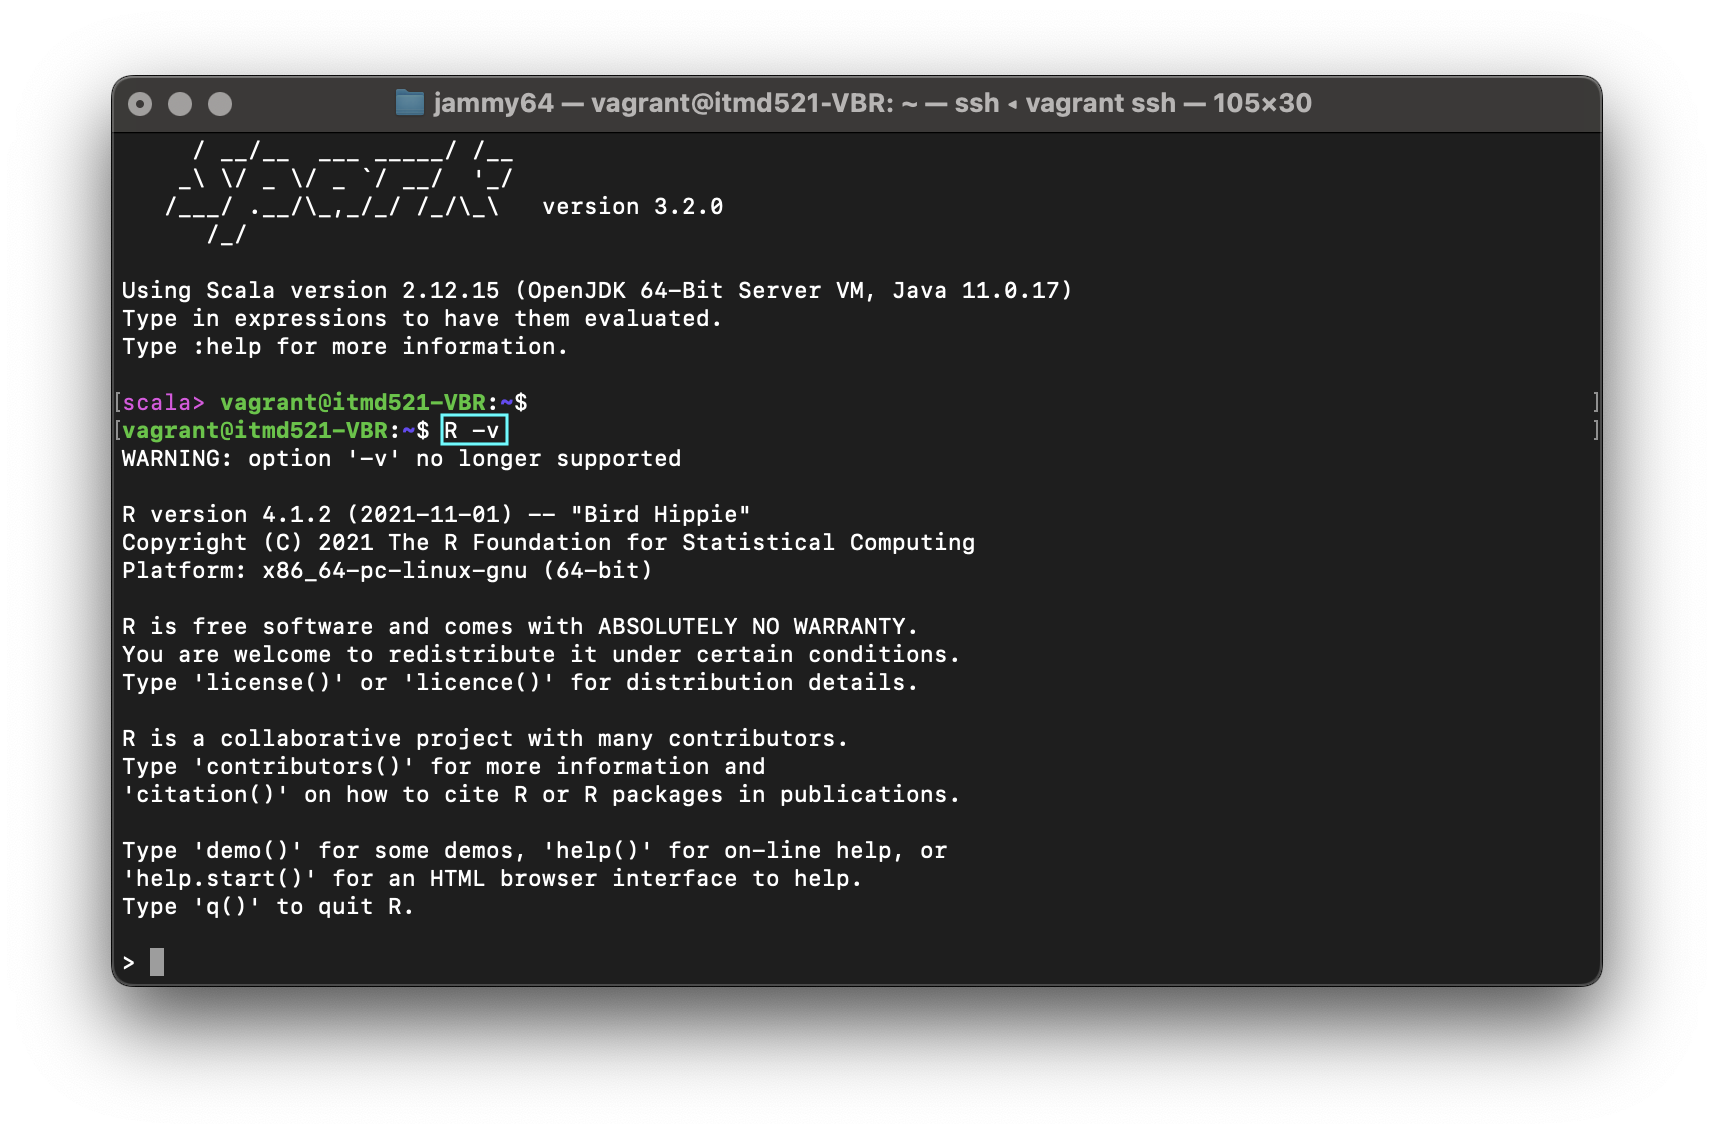 jammy64 — vagrant@itmd521-VBR: ~ — ssh ◂ vagrant ssh — 105×30
    / __/__  ___ _____/ /__
    _\ \/ _ \/ _ `/ __/  '_/
   /___/ .__/\_,_/_/ /_/\_\   version 3.2.0
      /_/
Using Scala version 2.12.15 (OpenJDK 64-Bit Server VM, Java 11.0.17)
Type in expressions to have them evaluated.
Type :help for more information.
[scala> vagrant@itmd521-VBR:~$ ]
[vagrant@itmd521-VBR:~$ R -v ]
WARNING: option '-v' no longer supported
R version 4.1.2 (2021-11-01) -- "Bird Hippie"
Copyright (C) 2021 The R Foundation for Statistical Computing
Platform: x86_64-pc-linux-gnu (64-bit)
R is free software and comes with ABSOLUTELY NO WARRANTY.
You are welcome to redistribute it under certain conditions.
Type 'license()' or 'licence()' for distribution details.
R is a collaborative project with many contributors.
Type 'contributors()' for more information and
'citation()' on how to cite R or R packages in publications.
Type 'demo()' for some demos, 'help()' for on-line help, or
'help.start()' for an HTML browser interface to help.
Type 'q()' to quit R.
>